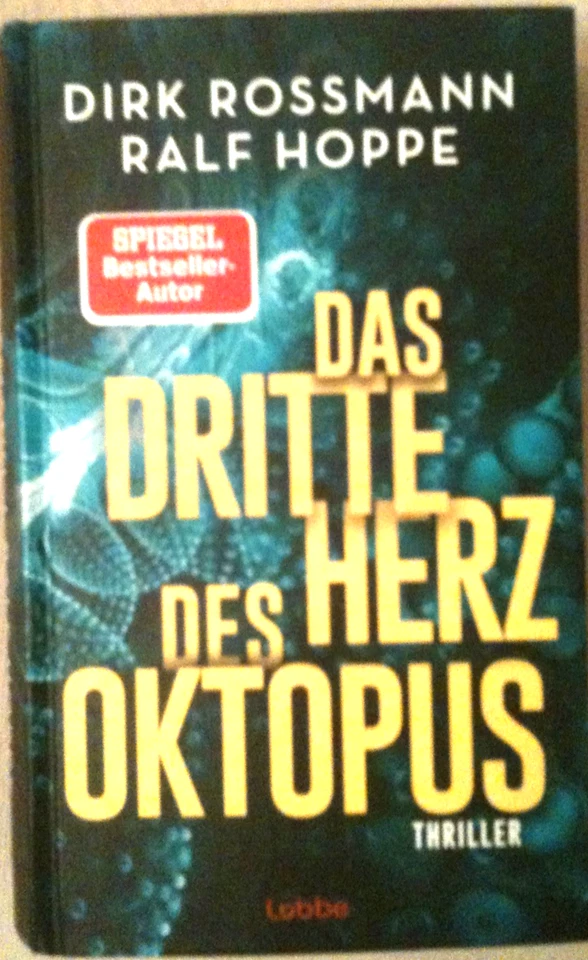 DIRK ROSSMANN
RALF HOPPE
SPIEGEL
Bestseller-
Autor
DAS
DRITTE
HERZ
DES
OKTOPUS
THRILLER
Lübbe